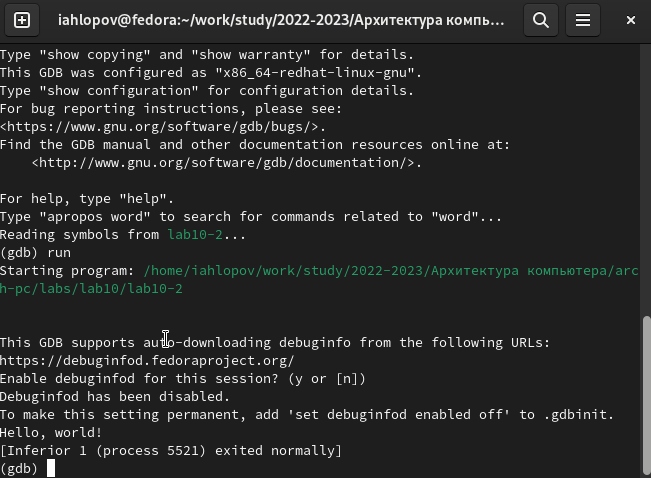 iahlopov@fedora:~/work/study/2022-2023/Архитектура компь...
Type "show copying" and "show warranty" for details.
This GDB was configured as "x86_64-redhat-linux-gnu".
Type "show configuration" for configuration details.
For bug reporting instructions, please see:
<https://www.gnu.org/software/gdb/bugs/>.
Find the GDB manual and other documentation resources online at:
    <http://www.gnu.org/software/gdb/documentation/>.

For help, type "help".
Type "apropos word" to search for commands related to "word"...
Reading symbols from lab10-2...
(gdb) run
Starting program: /home/iahlopov/work/study/2022-2023/Архитектура компьютера/arc
h-pc/labs/lab10/lab10-2

This GDB supports auto-downloading debuginfo from the following URLs:
https://debuginfod.fedoraproject.org/
Enable debuginfod for this session? (y or [n])
Debuginfod has been disabled.
To make this setting permanent, add 'set debuginfod enabled off' to .gdbinit.
Hello, world!
[Inferior 1 (process 5521) exited normally]
(gdb)